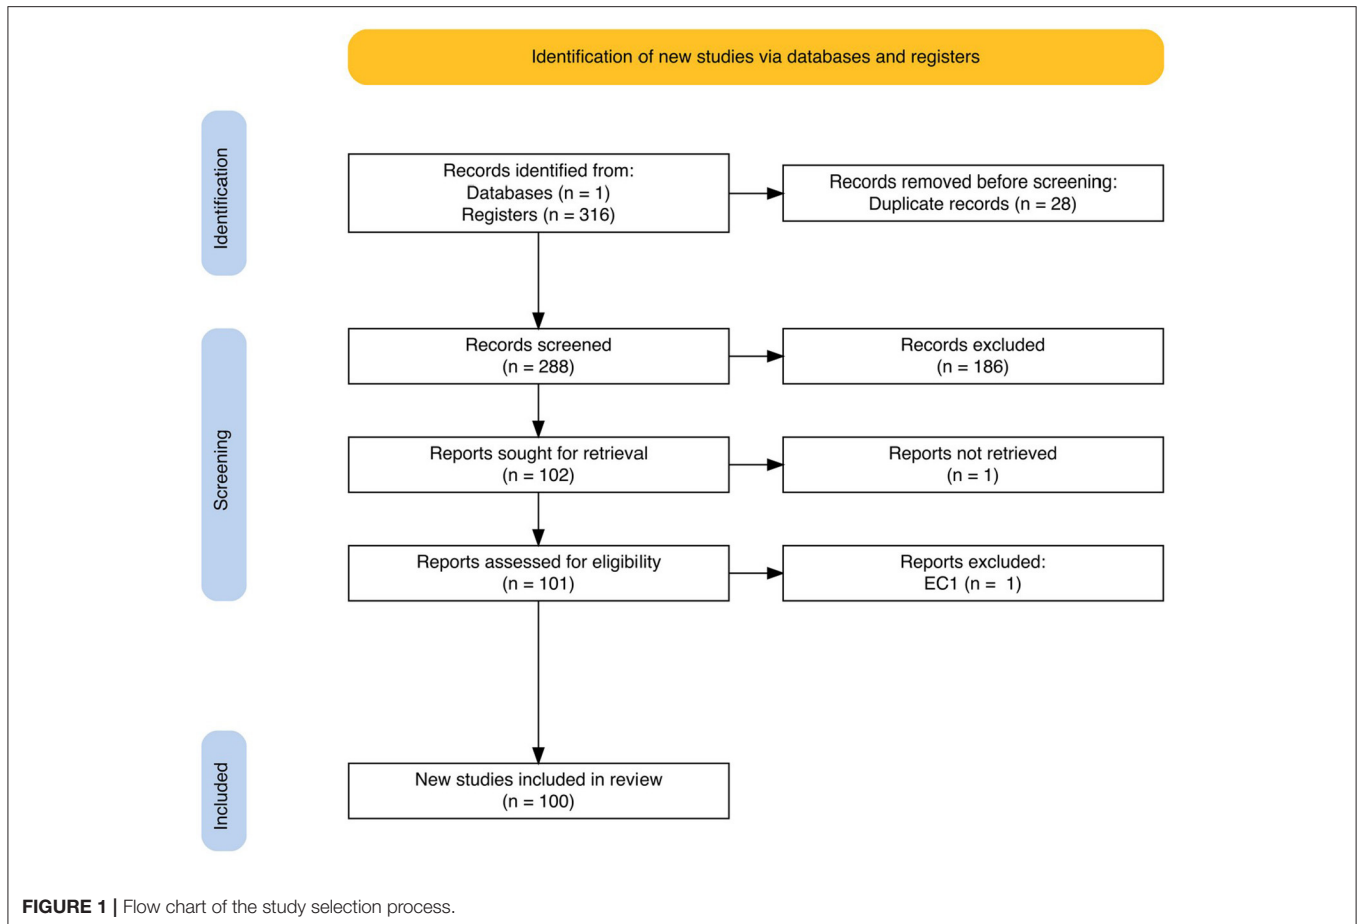 Identification of new studies via databases and registers
Identification
Records identified from:
Databases (n = 1)
Registers (n = 316)
Records removed before screening:
Duplicate records (n = 28)
Screening
Records screened
(n = 288)
Records excluded
(n = 186)
Reports sought for retrieval
(n = 102)
Reports not retrieved
(n = 1)
Reports assessed for eligibility
(n = 101)
Reports excluded:
EC1 (n = 1)
Included
New studies included in review
(n = 100)
FIGURE 1 | Flow chart of the study selection process.